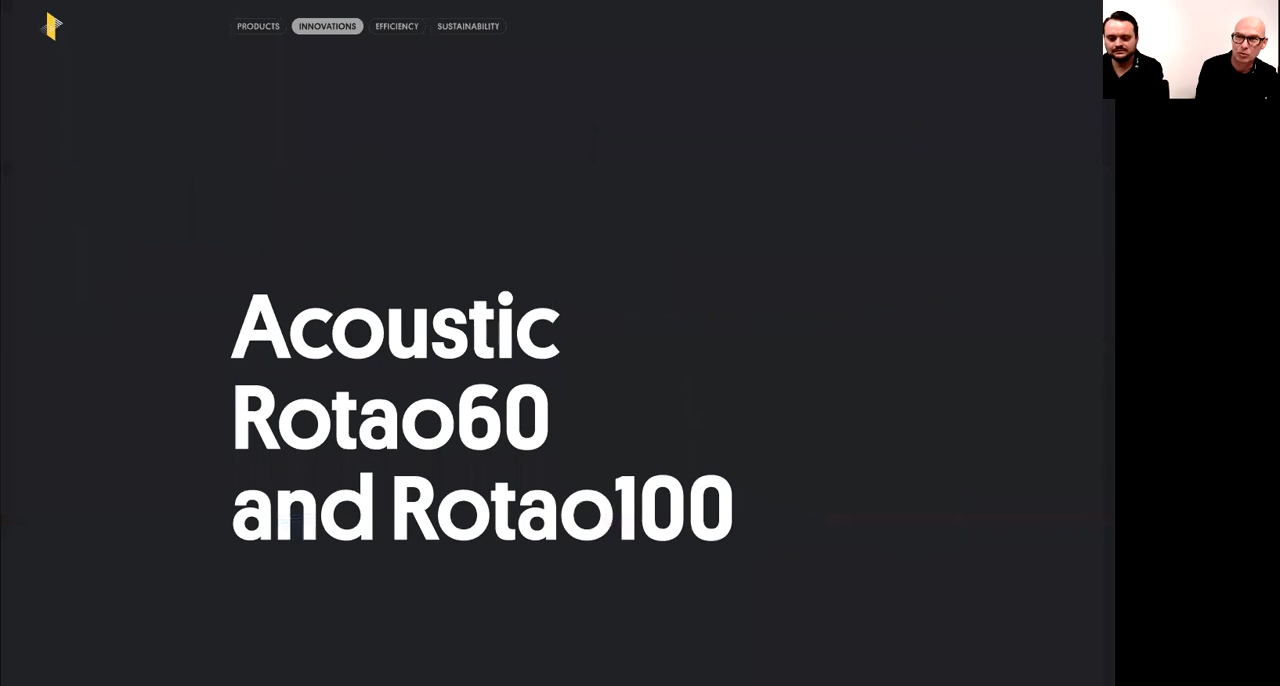 PRODUCTS
INNOVATIONS
EFFICIENCY
SUSTAINABILITY
Acoustic
Rotao60
and Rotao100